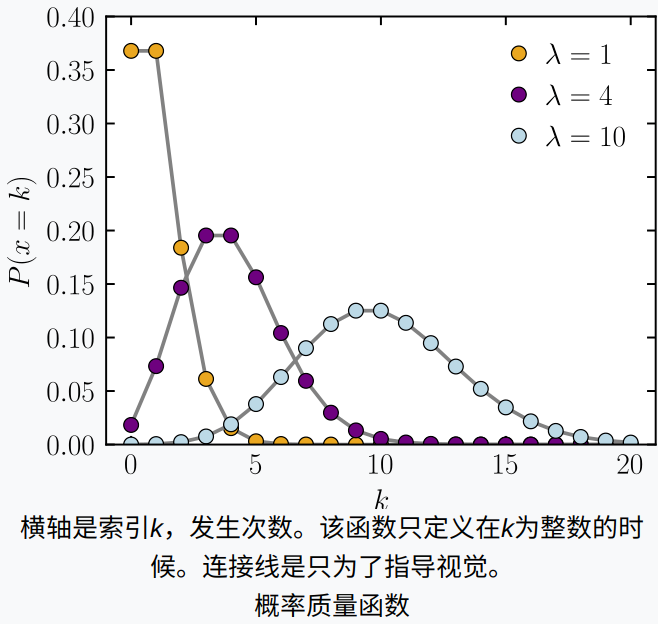 0.40
0.35
0.30
0.25
0.20
0.15
0.10
0.05
0.00
P(x = k)
λ = 1
λ = 4
λ = 10
0 5 10 15 20
k
横轴是索引k，发生次数。该函数只定义在k为整数的时
候。连接线是只为了指导视觉。
概率质量函数